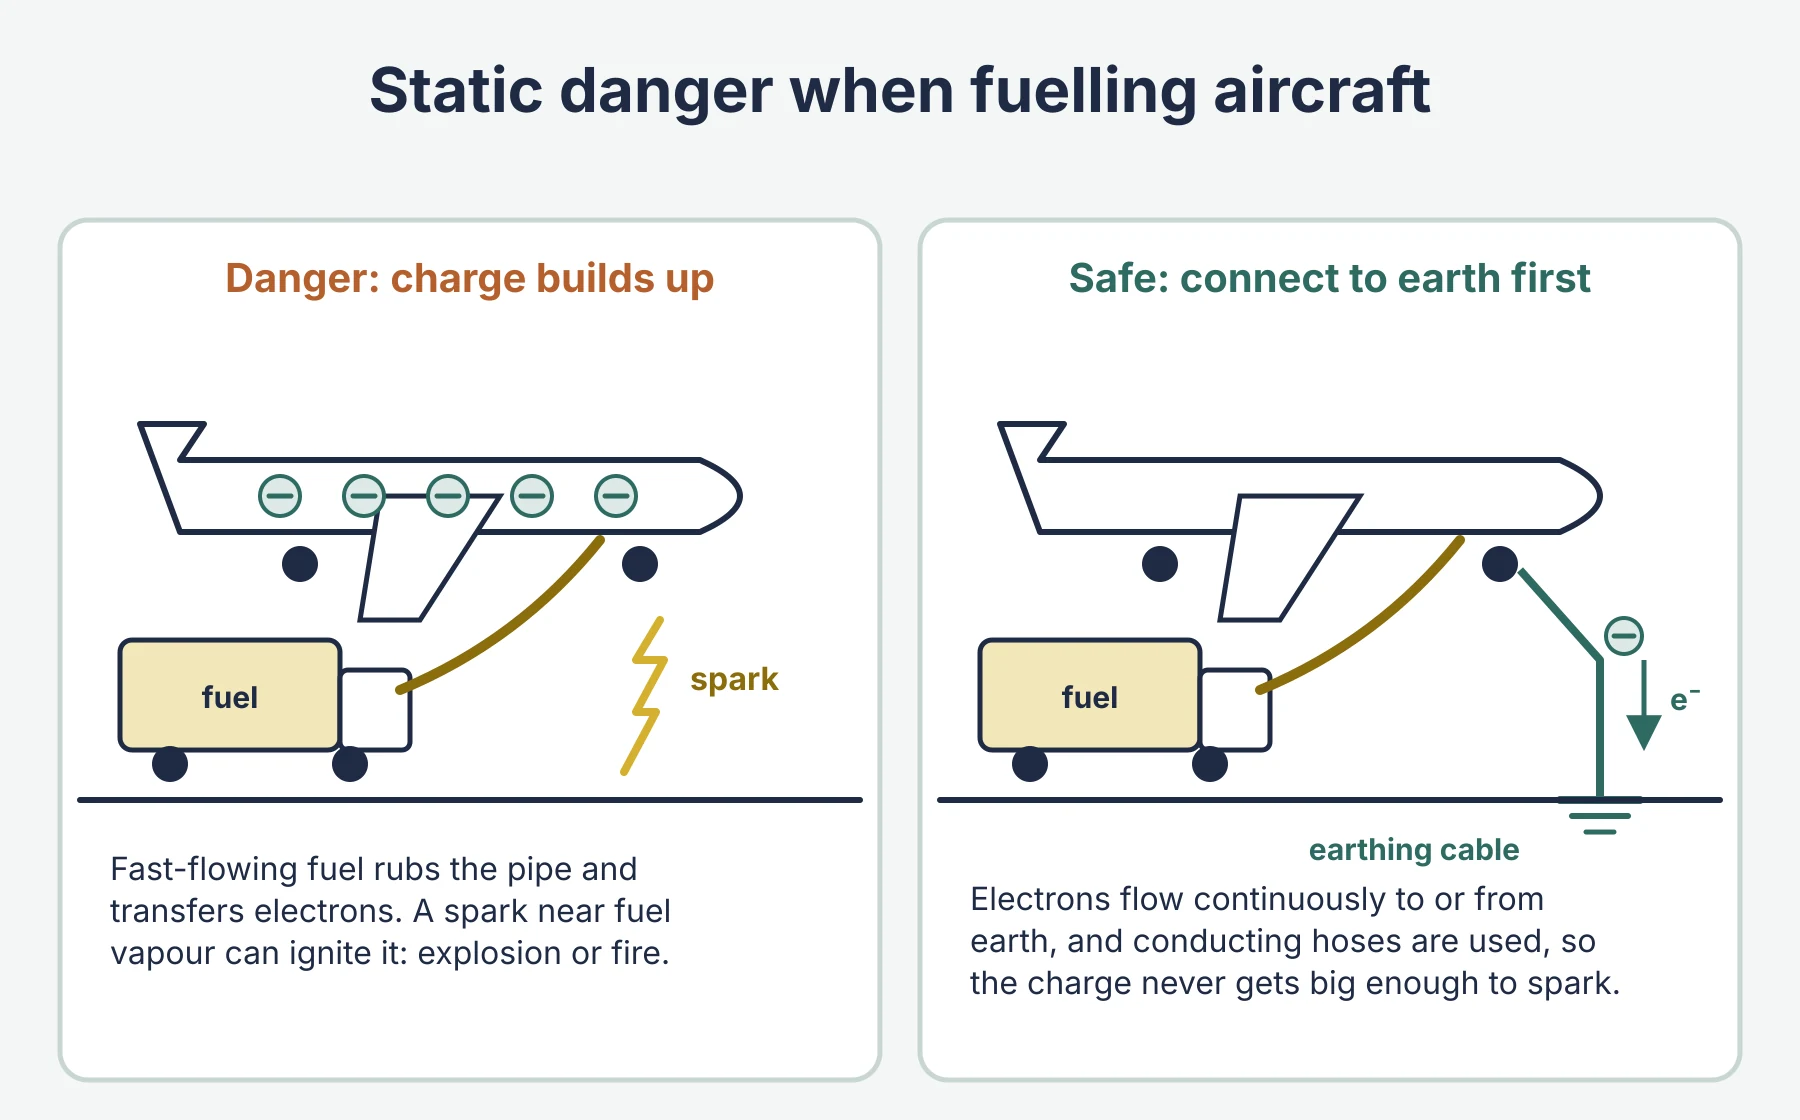 Static danger when fuelling aircraft
Danger: charge builds up
fuel
spark
Fast-flowing fuel rubs the pipe and
transfers electrons. A spark near fuel
vapour can ignite it: explosion or fire.
Safe: connect to earth first
fuel
e⁻
earthing cable
Electrons flow continuously to or from
earth, and conducting hoses are used, so
the charge never gets big enough to spark.